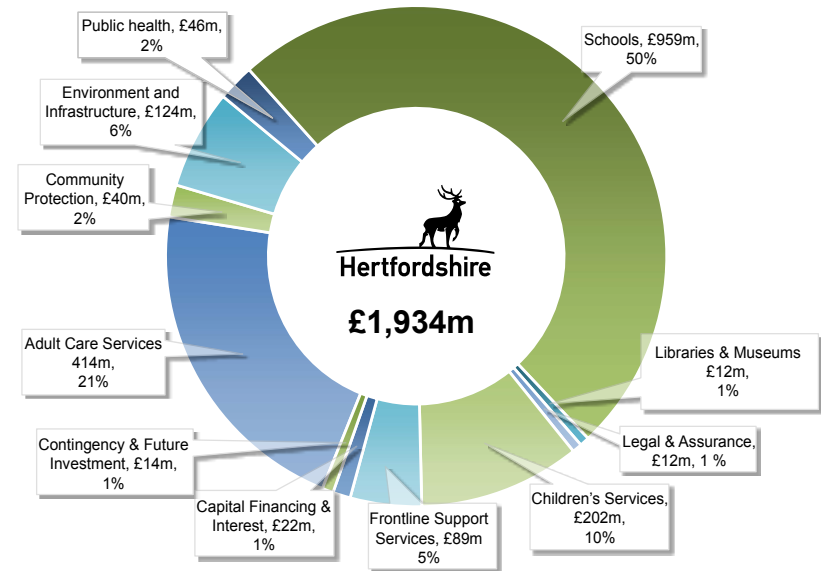 Public health, £46m,
2%
Schools, £959m,
50%
Environment and
Infrastructure, £124m,
6%
Community
Protection, £40m,
2%
Hertfordshire
£1,934m
Adult Care Services
414m,
21%
Libraries & Museums
£12m,
1%
Contingency & Future
Investment, £14m,
1%
Legal & Assurance,
£12m, 1 %
Capital Financing &
Interest, £22m,
1%
Frontline Support
Services, £89m
5%
Children's Services,
£202m,
10%